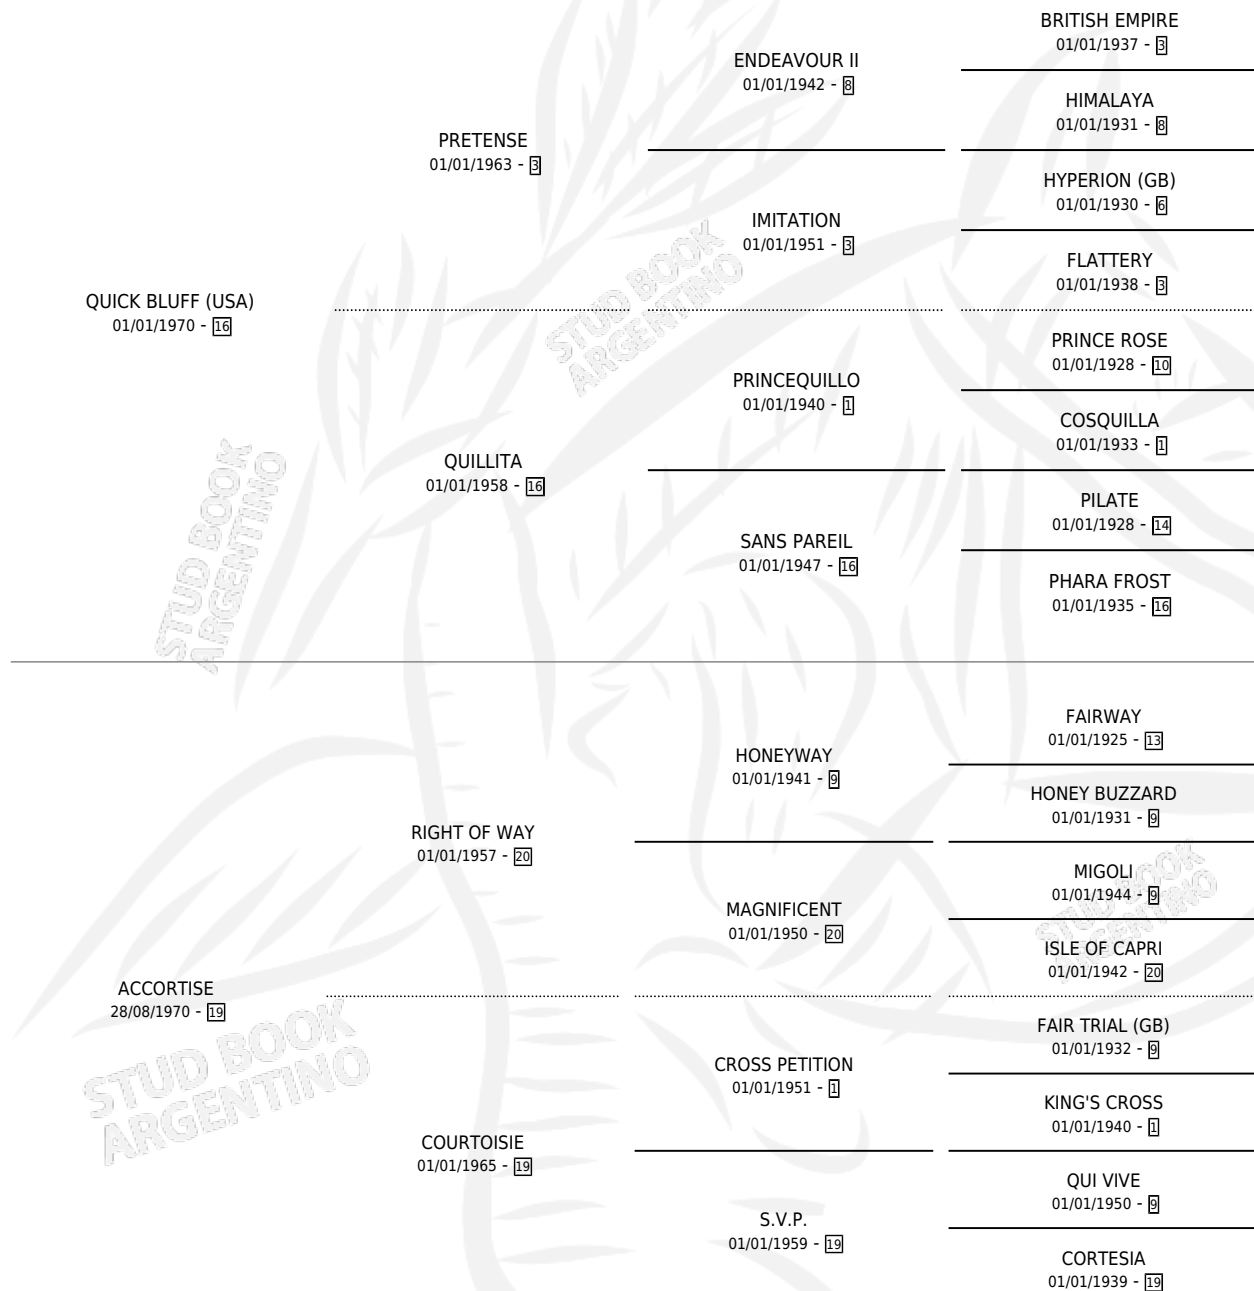 BRITISH EMPIRE
01/01/1937 - 3
ENDEAVOUR II
01/01/1942 - 8
HIMALAYA
01/01/1931 - 8
PRETENSE
01/01/1963 - 3
HYPERION (GB)
01/01/1930 - 6
IMITATION
01/01/1951 - 3
FLATTERY
01/01/1938 - 3
QUICK BLUFF (USA)
01/01/1970 - 16
PRINCE ROSE
01/01/1928 - 10
PRINCEQUILLO
01/01/1940 - 1
COSQUILLA
01/01/1933 - 1
QUILLITA
01/01/1958 - 16
PILATE
01/01/1928 - 14
SANS PAREIL
01/01/1947 - 16
PHARA FROST
01/01/1935 - 16
FAIRWAY
01/01/1925 - 13
HONEYWAY
01/01/1941 - 9
HONEY BUZZARD
01/01/1931 - 9
RIGHT OF WAY
01/01/1957 - 20
MIGOLI
01/01/1944 - 9
MAGNIFICENT
01/01/1950 - 20
ISLE OF CAPRI
01/01/1942 - 20
ACCORTISE
28/08/1970 - 19
FAIR TRIAL (GB)
01/01/1932 - 9
CROSS PETITION
01/01/1951 - 1
KING'S CROSS
01/01/1940 - 1
COURTOISIE
01/01/1965 - 19
QUI VIVE
01/01/1950 - 9
S.V.P.
01/01/1959 - 19
CORTESIA
01/01/1939 - 19
STUD BOOK
ARGENTINO
STUD BOOK
ARGENTINO
STUD BOOK
ARGENTINO
STUD BOOK
ARGENTINO